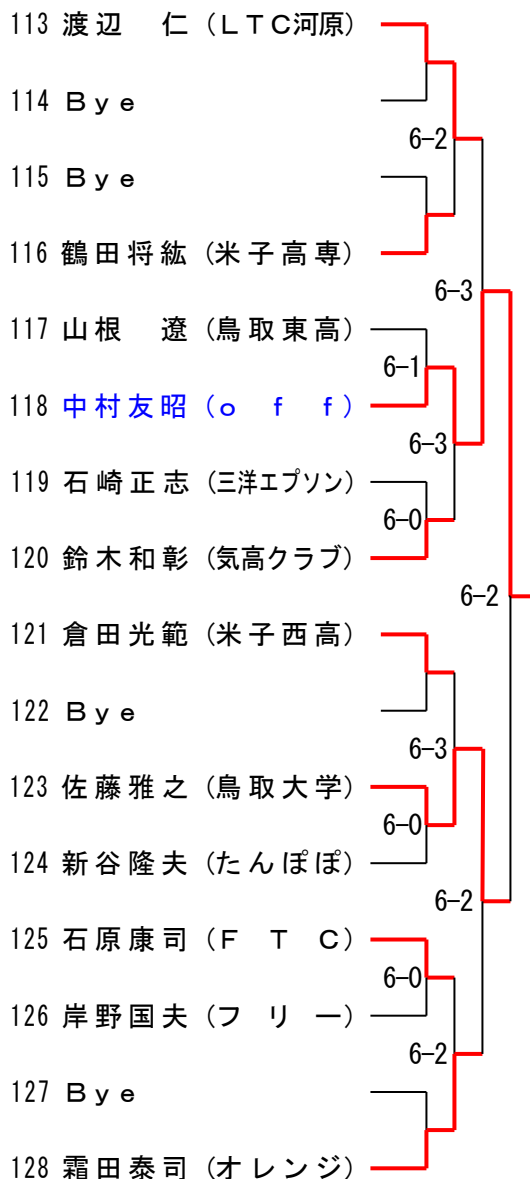 113 渡辺　仁（ＬＴＣ河原）
114 Ｂｙｅ
6-2
115 Ｂｙｅ
116 鶴田将紘（米子高専）
6-3
117 山根　遼（鳥取東高）
6-1
118 中村友昭（ｏｆｆ）
6-3
119 石崎正志（三洋エプソン）
6-0
120 鈴木和彰（気高クラブ）
6-2
121 倉田光範（米子西高）
122 Ｂｙｅ
6-3
123 佐藤雅之（鳥取大学）
6-0
124 新谷隆夫（たんぽぽ）
6-2
125 石原康司（ＦＴＣ）
6-0
126 岸野国夫（フリー）
6-2
127 Ｂｙｅ
128 霜田泰司（オレンジ）